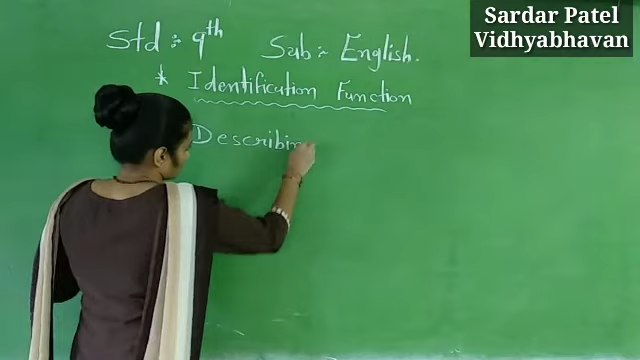 Sardar Patel
Vidhyabhavan
Std : 9th Sub :- English.
* Identification Function
Describin